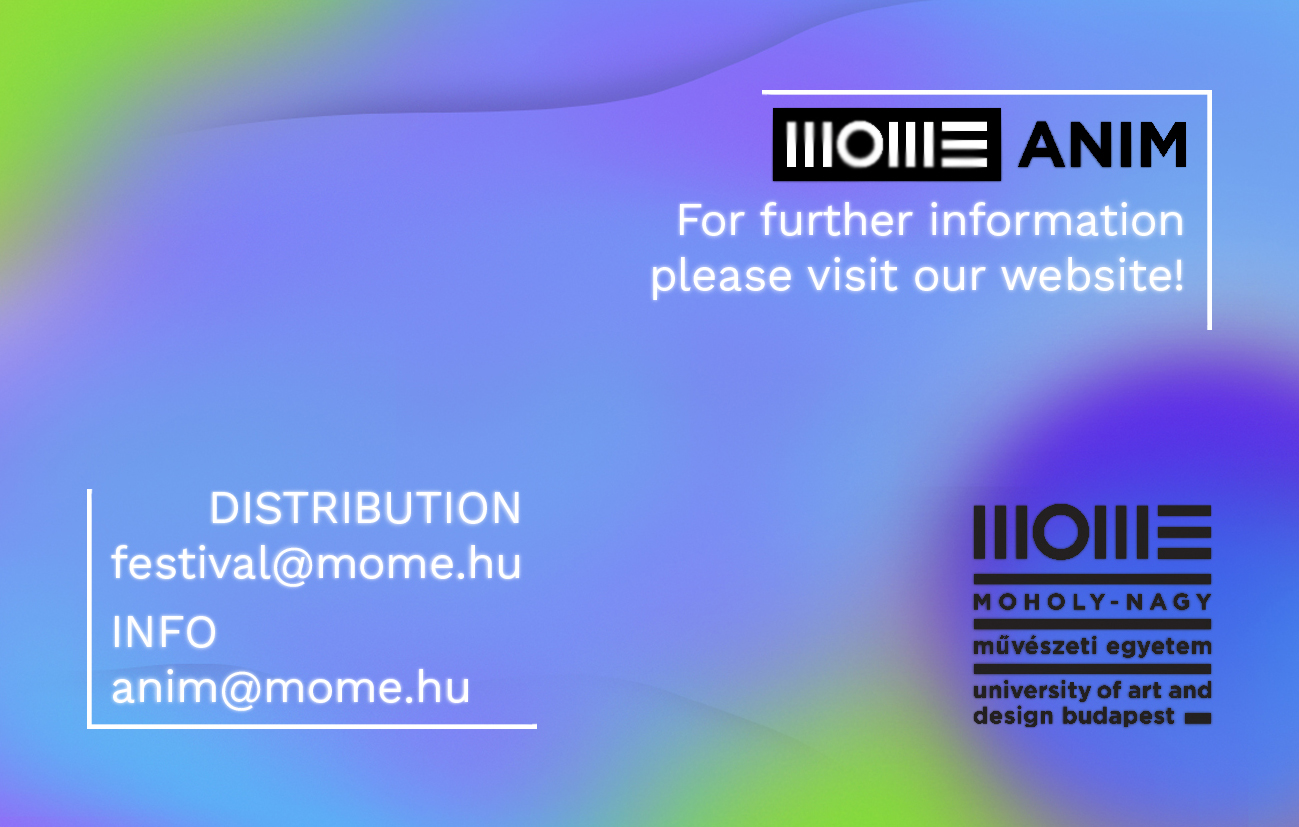 MOME ANIM
For further information
please visit our website!
DISTRIBUTION
festival@mome.hu
INFO
anim@mome.hu
MOME
MOHOLY-NAGY
művészeti egyetem
university of art and
design budapest